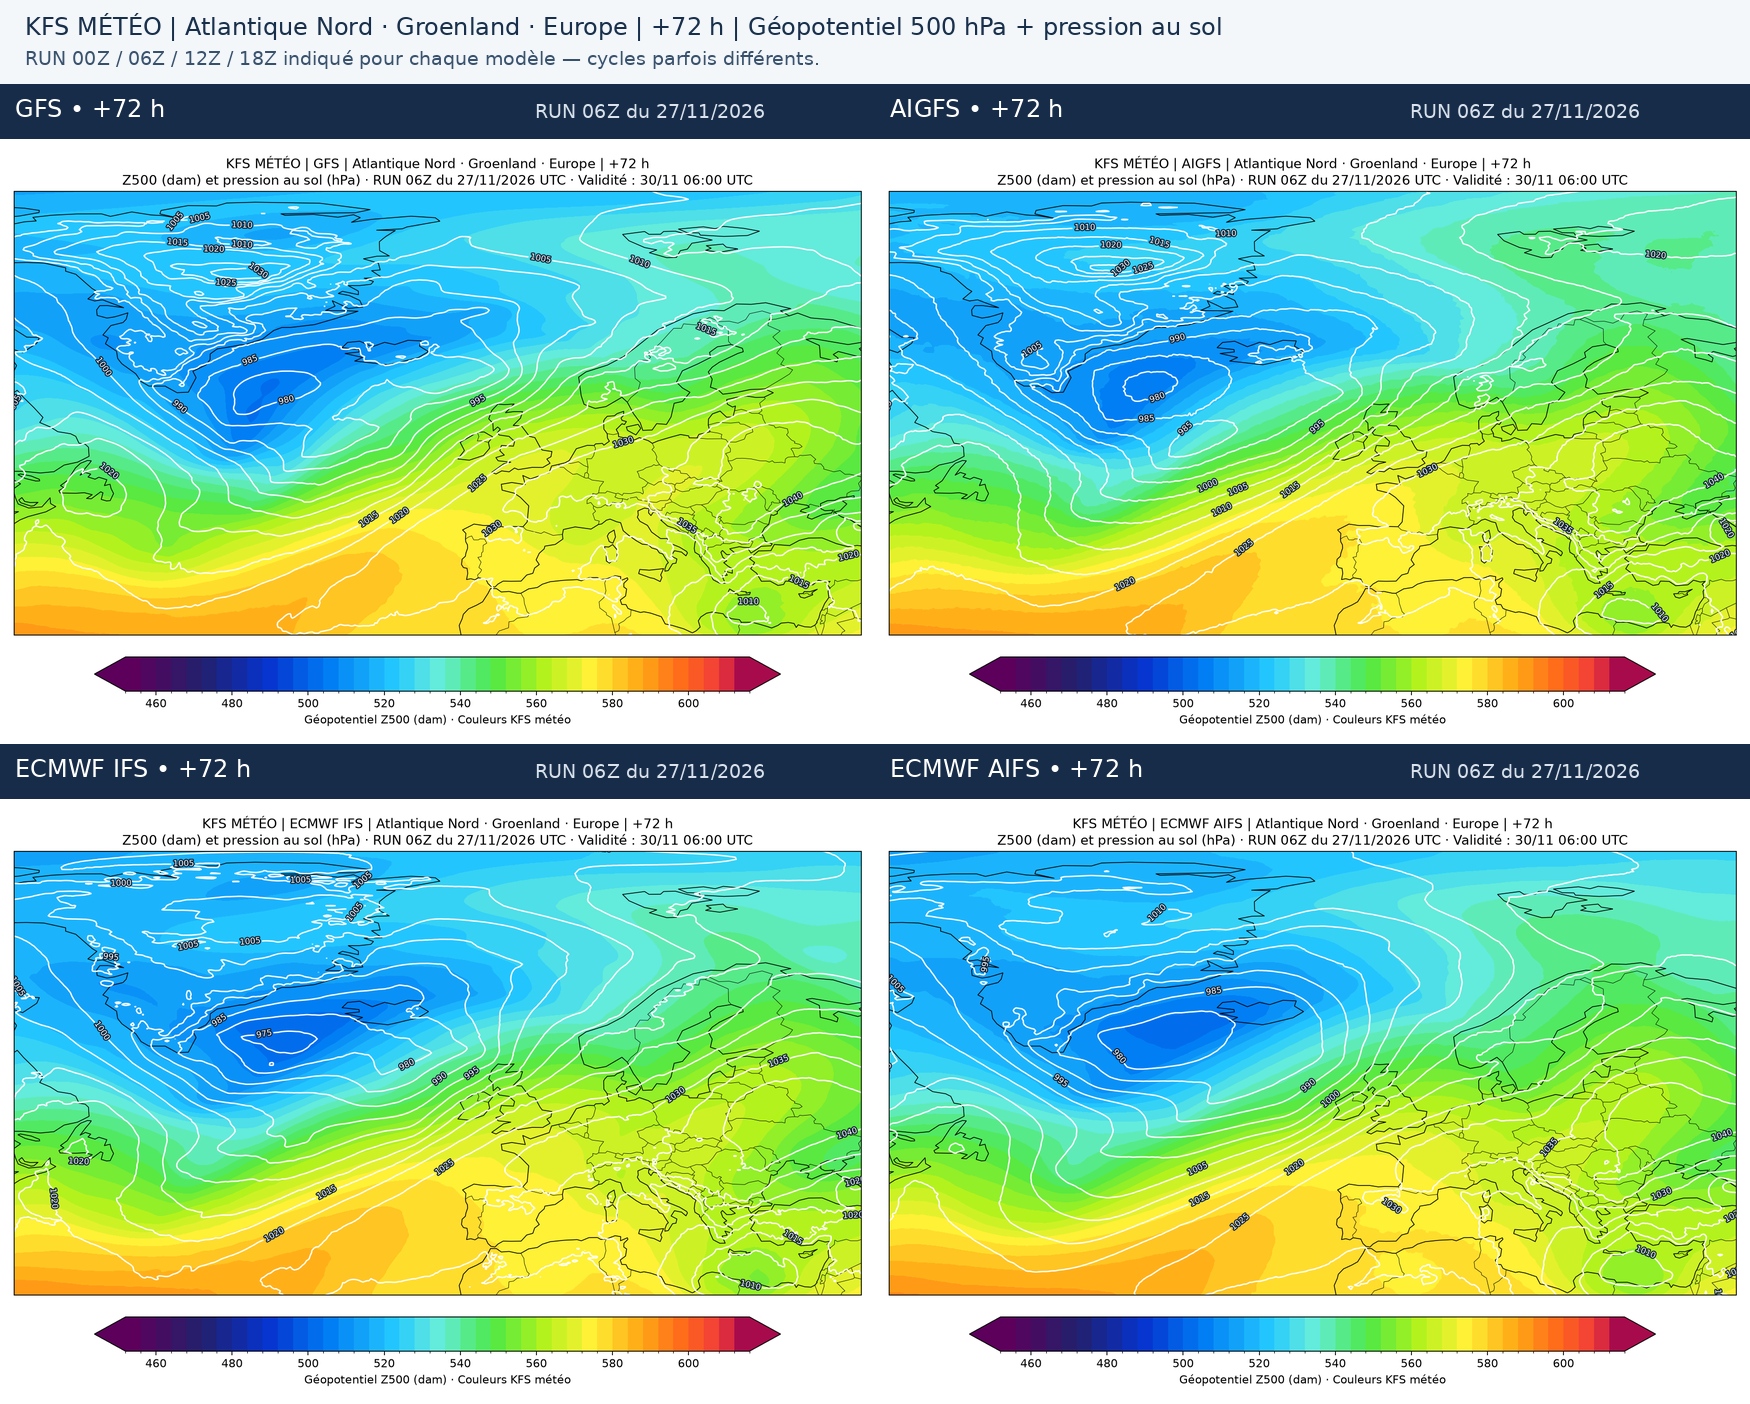 KFS MÉTÉO | Atlantique Nord · Groenland · Europe | +72 h | Géopotentiel 500 hPa + pression au sol
RUN 00Z / 06Z / 12Z / 18Z indiqué pour chaque modèle — cycles parfois différents.
GFS • +72 h
RUN 06Z du 27/11/2026
AIGFS • +72 h
RUN 06Z du 27/11/2026
KFS MÉTÉO | GFS | Atlantique Nord · Groenland · Europe | +72 h
Z500 (dam) et pression au sol (hPa) · RUN 06Z du 27/11/2026 UTC · Validité : 30/11 06:00 UTC
KFS MÉTÉO | AIGFS | Atlantique Nord · Groenland · Europe | +72 h
Z500 (dam) et pression au sol (hPa) · RUN 06Z du 27/11/2026 UTC · Validité : 30/11 06:00 UTC
460 480 500 520 540 560 580 600
Géopotentiel Z500 (dam) · Couleurs KFS météo
460 480 500 520 540 560 580 600
Géopotentiel Z500 (dam) · Couleurs KFS météo
ECMWF IFS • +72 h
RUN 06Z du 27/11/2026
ECMWF AIFS • +72 h
RUN 06Z du 27/11/2026
KFS MÉTÉO | ECMWF IFS | Atlantique Nord · Groenland · Europe | +72 h
Z500 (dam) et pression au sol (hPa) · RUN 06Z du 27/11/2026 UTC · Validité : 30/11 06:00 UTC
KFS MÉTÉO | ECMWF AIFS | Atlantique Nord · Groenland · Europe | +72 h
Z500 (dam) et pression au sol (hPa) · RUN 06Z du 27/11/2026 UTC · Validité : 30/11 06:00 UTC
460 480 500 520 540 560 580 600
Géopotentiel Z500 (dam) · Couleurs KFS météo
460 480 500 520 540 560 580 600
Géopotentiel Z500 (dam) · Couleurs KFS météo